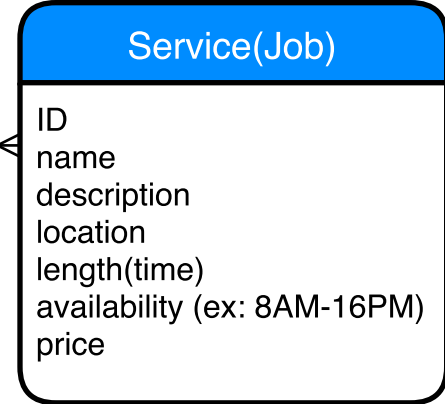 Service(Job)
ID
name
description
location
length(time)
availability (ex: 8AM-16PM)
price